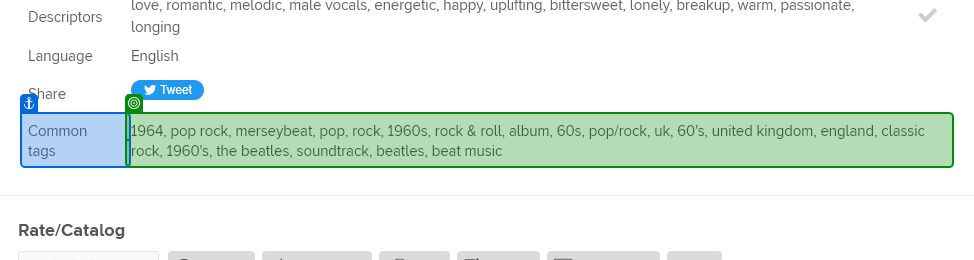 love, romantic, melodic, male vocals, energetic, happy, uplifting, bittersweet, lonely, breakup, warm, passionate,
Descriptors
longing
Language English
Share Tweet
Common 1964, pop rock, merseybeat, pop, rock, 1960s, rock & roll, album, 60s, pop/rock, uk, 60's, united kingdom, england, classic
tags rock, 1960's, the beatles, soundtrack, beatles, beat music
Rate/Catalog